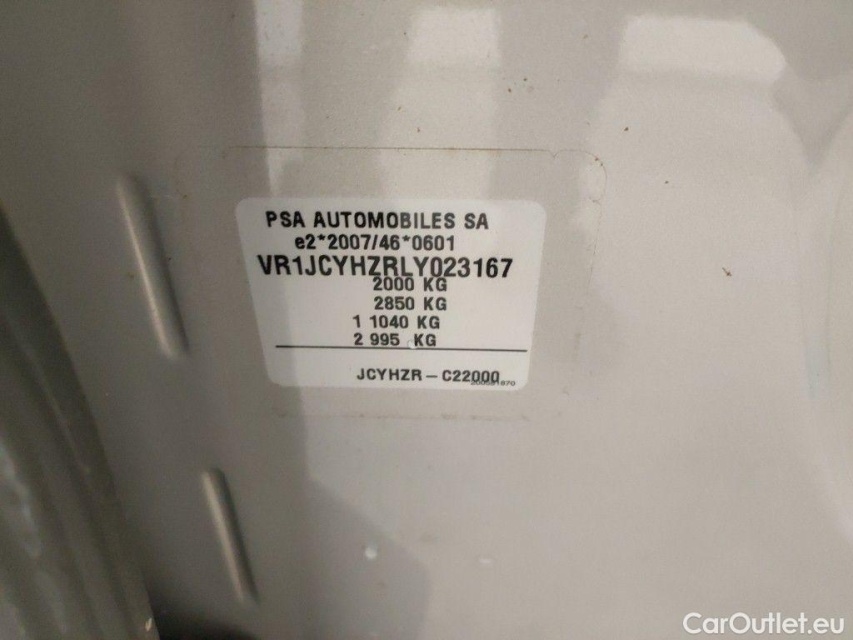 PSA AUTOMOBILES SA
e2*2007/46*0601
VR1JCYHZRLY023167
2000 KG
2850 KG
1 1040 KG
2 995 KG
JCYHZR - C22000
CarOutlet.eu